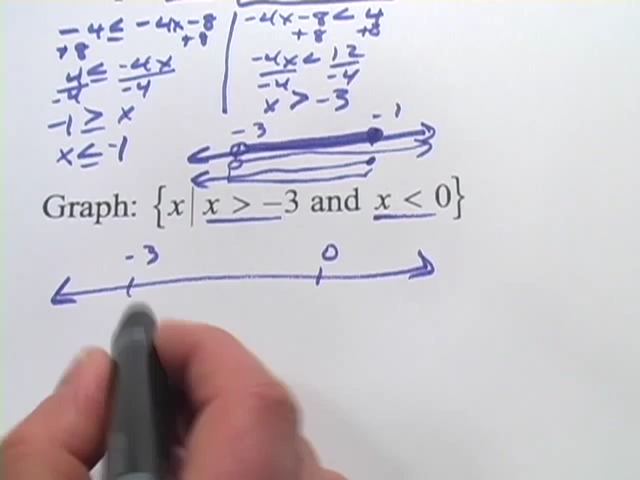 -4 ≤ -4x-8
+8 +8
4/-4 ≤ -4x/-4
-1 ≥ x
x ≤ -1
-4x-8 < 4
+8 +8
-4x/-4 < 12/-4
x > -3
-3 -1
Graph: {x| x > -3 and x < 0}
-3 0